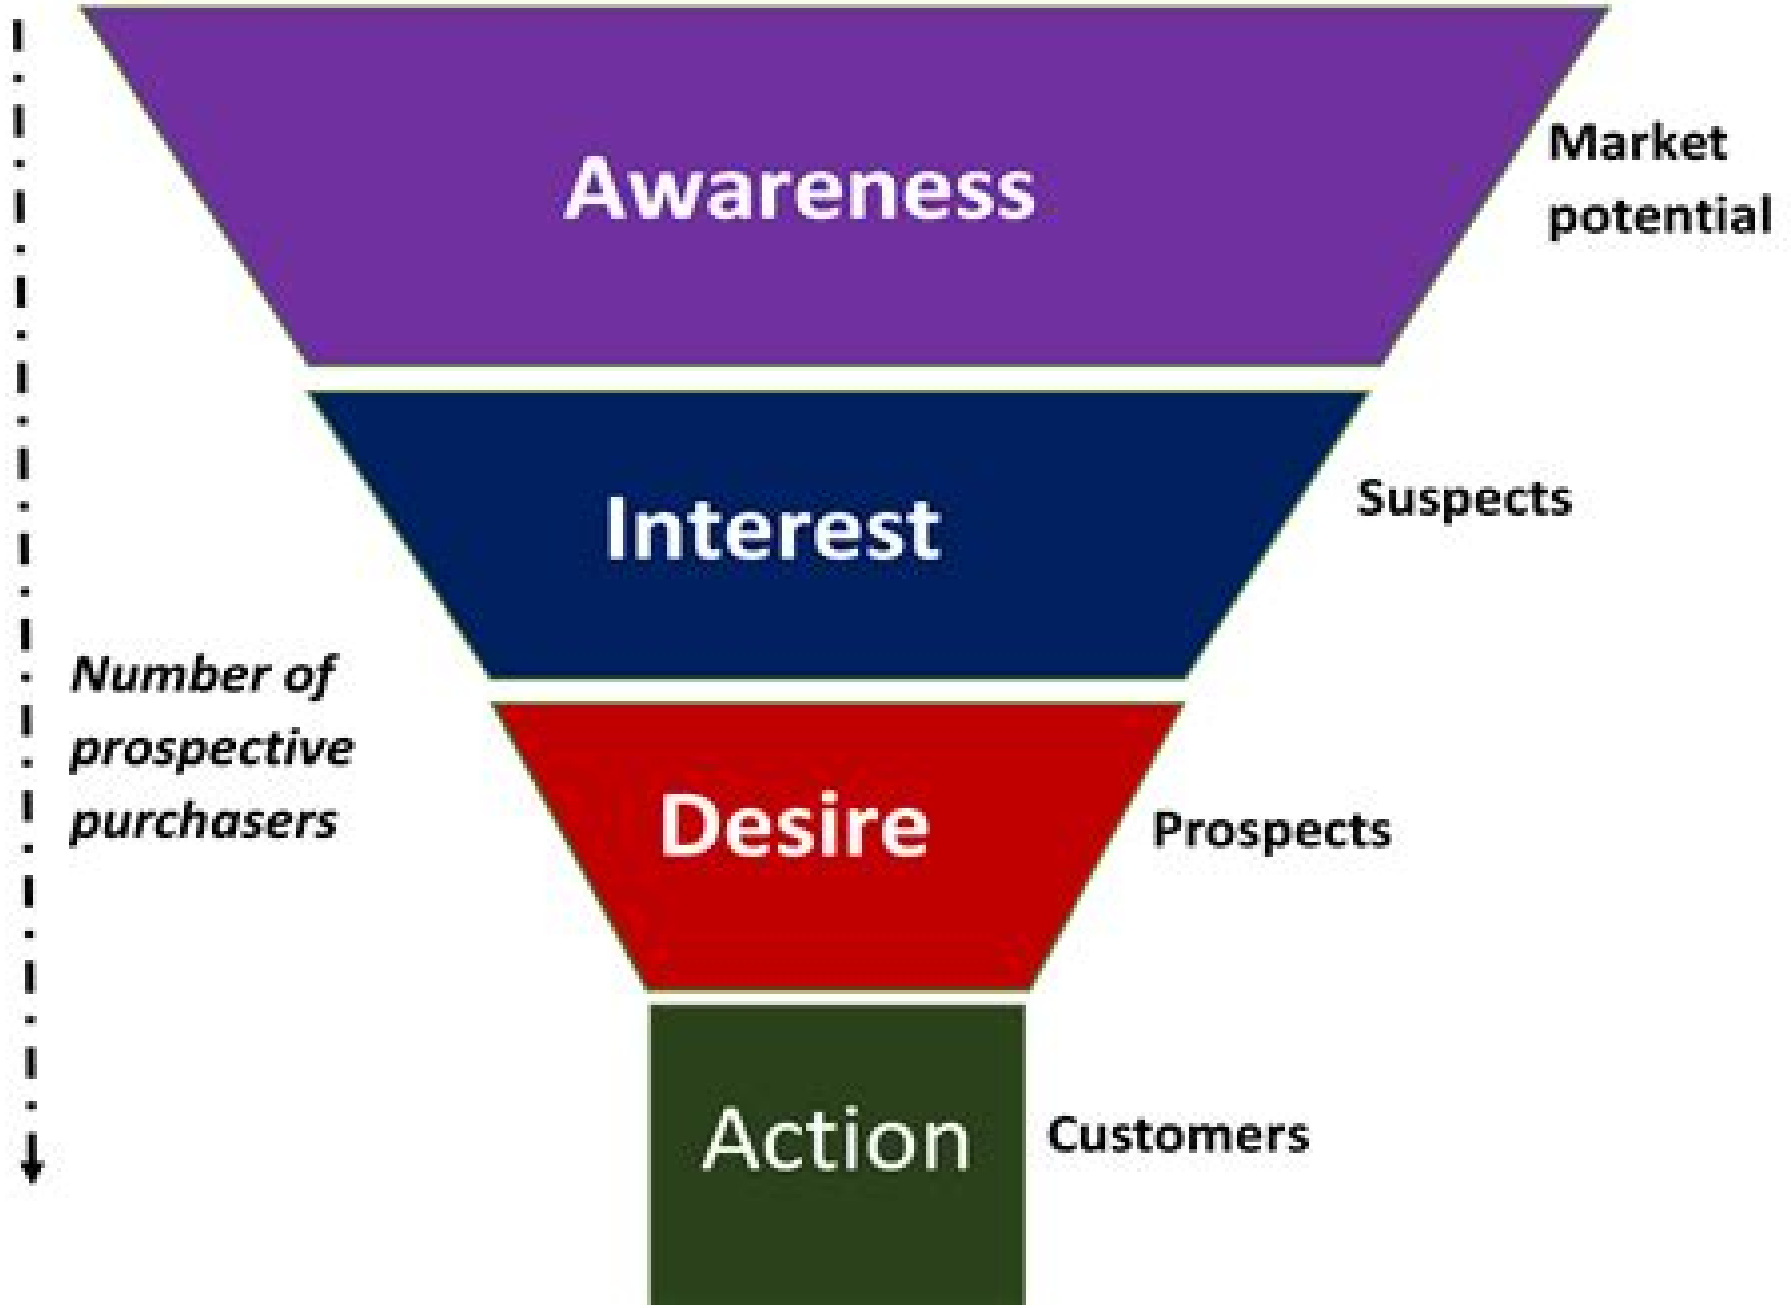 Awareness
Market
potential
Interest
Suspects
Number of
prospective
purchasers
Desire
Prospects
Action
Customers